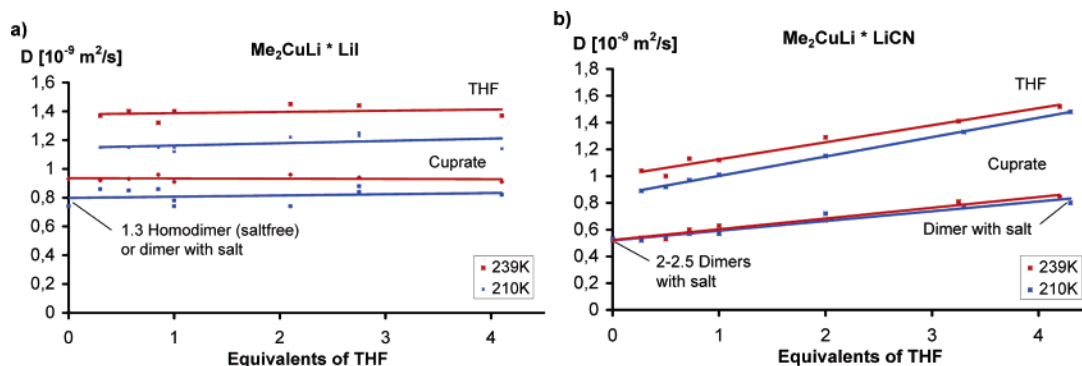 a)
Me₂CuLi * LiI
D [10⁻⁹ m²/s]
1,6
1,4
1,2
1
0,8
0,6
0,4
0,2
0
THF
Cuprate
1.3 Homodimer (saltfree)
or dimer with salt
239K
210K
0 1 2 3 4
Equivalents of THF
b)
Me₂CuLi * LiCN
D [10⁻⁹ m²/s]
1,6
1,4
1,2
1
0,8
0,6
0,4
0,2
0
THF
Cuprate
Dimer with salt
2-2.5 Dimers
with salt
239K
210K
0 1 2 3 4
Equivalents of THF